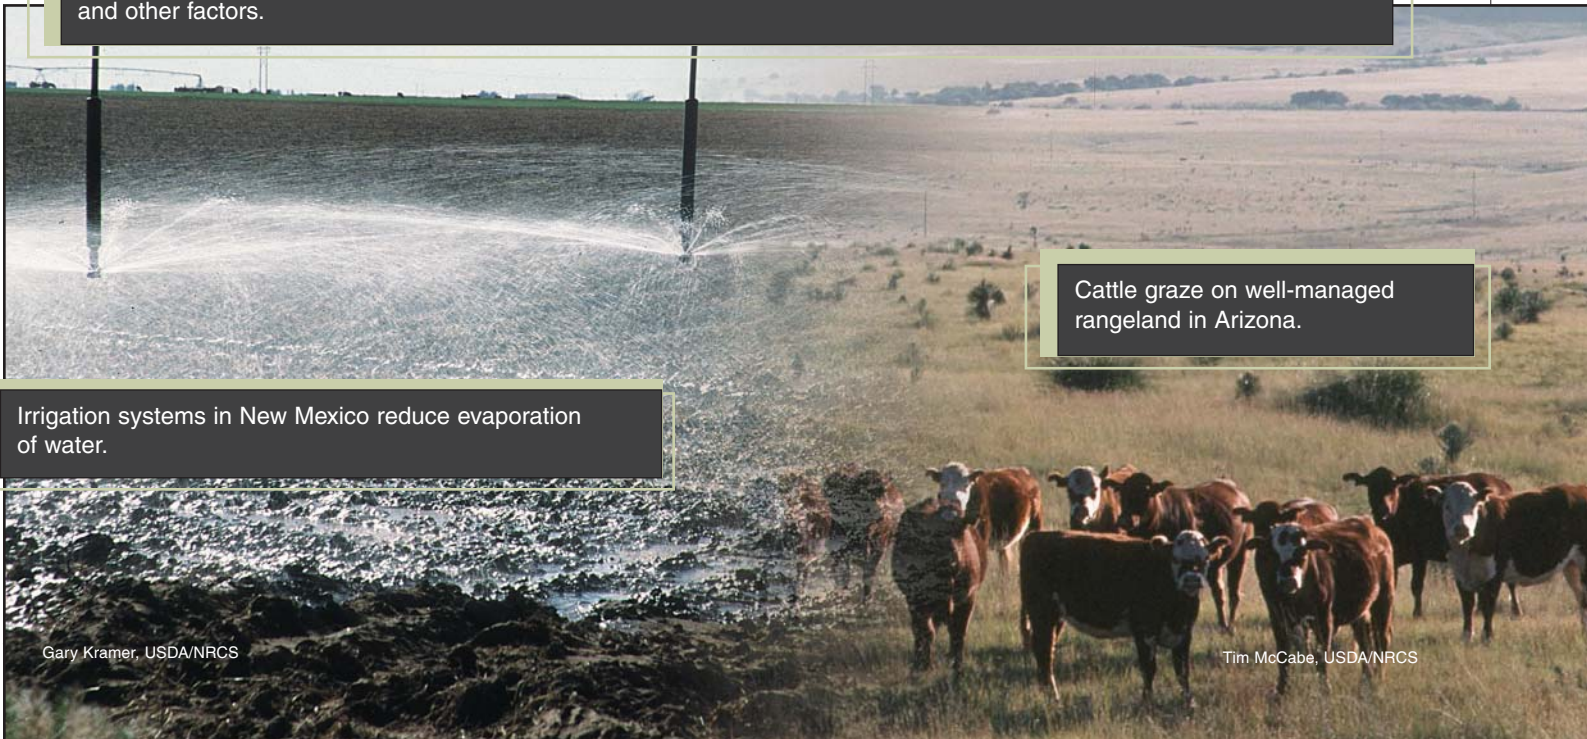 and other factors.
Cattle graze on well-managed
rangeland in Arizona.
Irrigation systems in New Mexico reduce evaporation
of water.
Gary Kramer, USDA/NRCS
Tim McCabe, USDA/NRCS